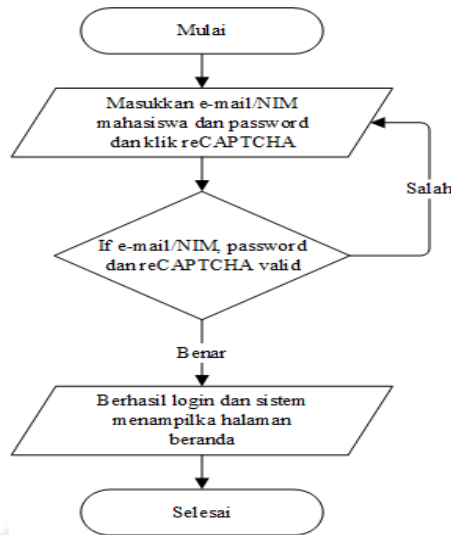 Mulai
Masukkan e-mail/NIM
mahasiswa dan password
dan klik reCAPTCHA
Salah
If e-mail/NIM, password
dan reCAPTCHA valid
Benar
Berhasil login dan sistem
menampilka halaman
beranda
Selesai